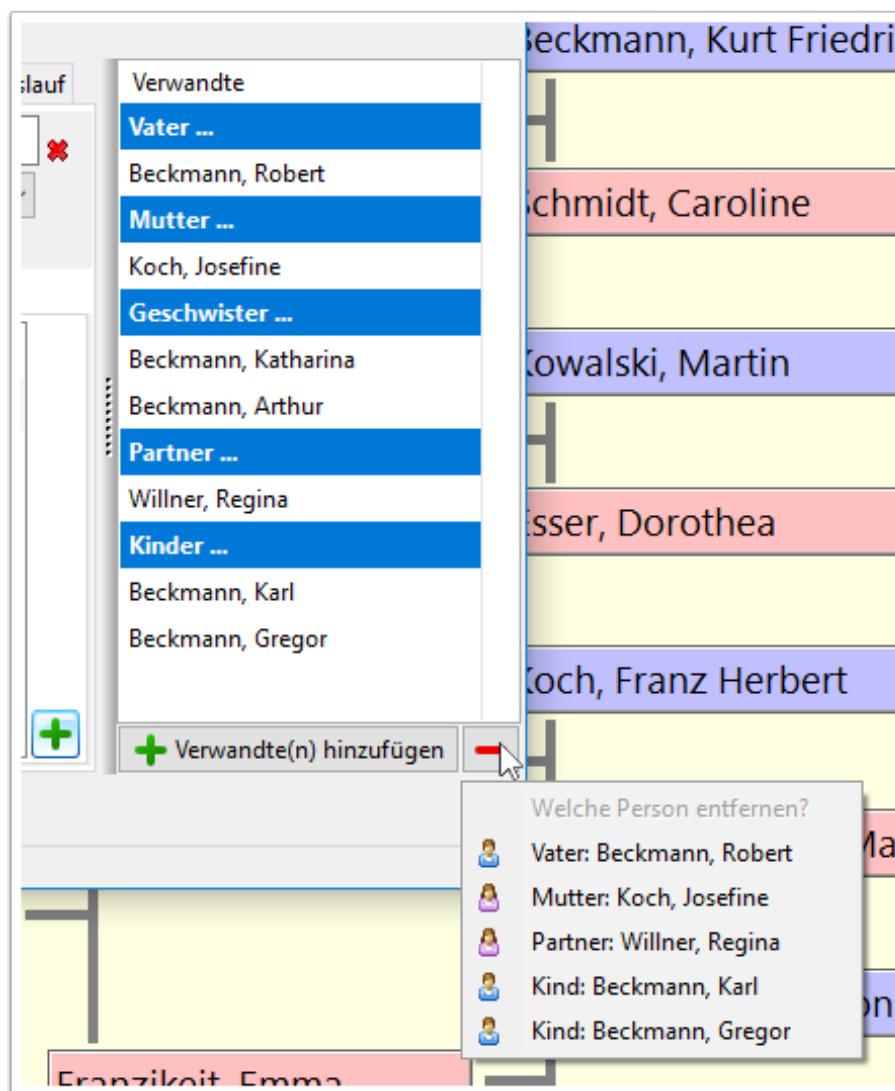 slauf
Verwandte
Vater ...
Beckmann, Robert
Mutter ...
Koch, Josefine
Geschwister ...
Beckmann, Katharina
Beckmann, Arthur
Partner ...
Willner, Regina
Kinder ...
Beckmann, Karl
Beckmann, Gregor
Verwandte(n) hinzufügen
Welche Person entfernen?
Vater: Beckmann, Robert
Mutter: Koch, Josefine
Partner: Willner, Regina
Kind: Beckmann, Karl
Kind: Beckmann, Gregor
Beckmann, Kurt Friedri
Schmidt, Caroline
Kowalski, Martin
Esser, Dorothea
Koch, Franz Herbert
Ma
on
Franzikeit, Emma